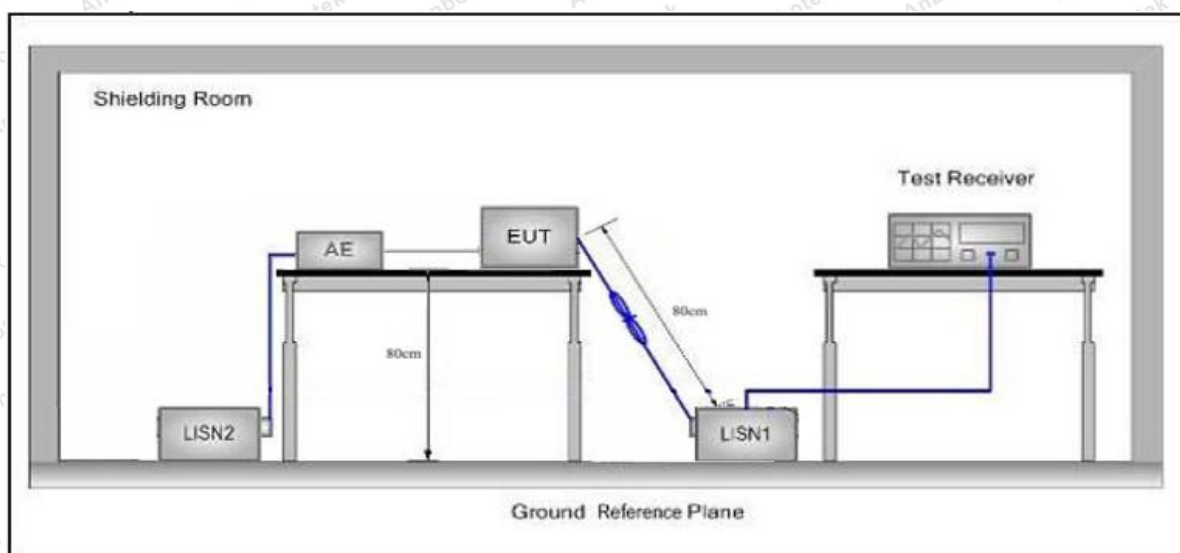 Shielding Room
Test Receiver
AE
EUT
80cm
80cm
LISN2
LISN1
Ground Reference Plane